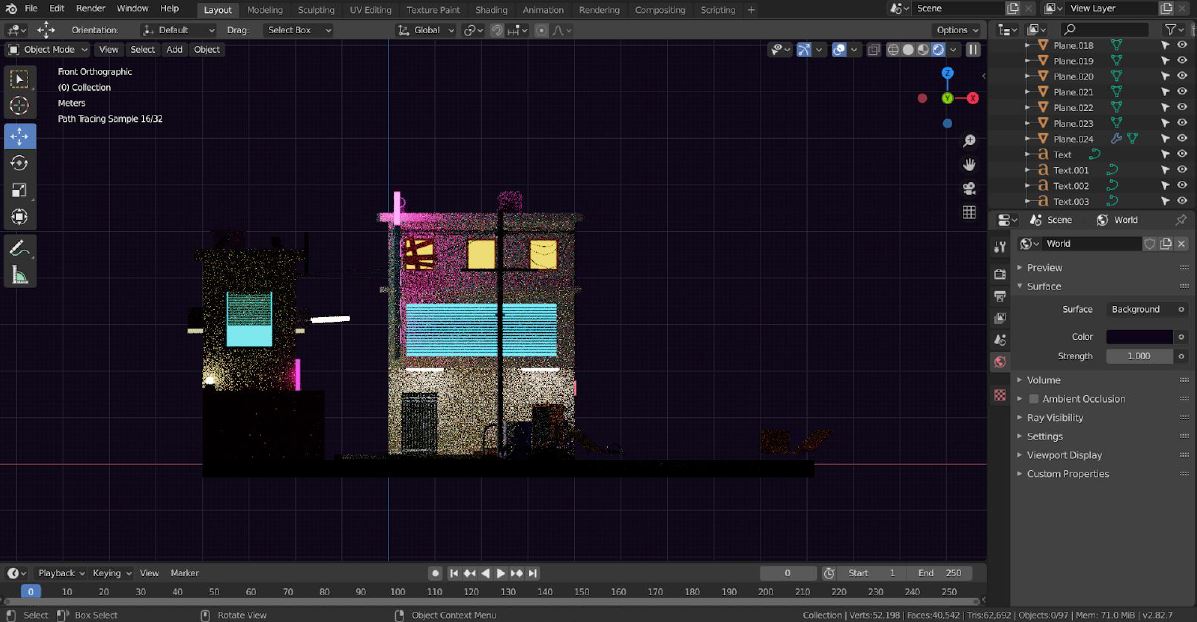 File Edit Render Window Help Layout Modeling Sculpting UV Editing Texture Paint Shading Animation Rendering Compositing Scripting + Scene View Layer
Orientation: Default Drag: Select Box Global Options
Object Mode View Select Add Object
Front Orthographic
(0) Collection
Meters
Path Tracing Sample 16/32
Z
Y
X
Plane.018
Plane.019
Plane.020
Plane.021
Plane.022
Plane.023
Plane.024
Text
Text.001
Text.002
Text.003
Scene World
World
Preview
Surface
Surface Background
Color
Strength 1.000
Volume
Ambient Occlusion
Ray Visibility
Settings
Viewport Display
Custom Properties
Playback Keying View Marker 0 Start 1 End 250
0 10 20 30 40 50 60 70 80 90 100 110 120 130 140 150 160 170 180 190 200 210 220 230 240 250
Select Box Select Rotate View Object Context Menu Collection | Verts:52,198 | Faces:40,542 | Tris:62,692 | Objects:0/97 | Mem: 71.0 MiB | v2.82.7